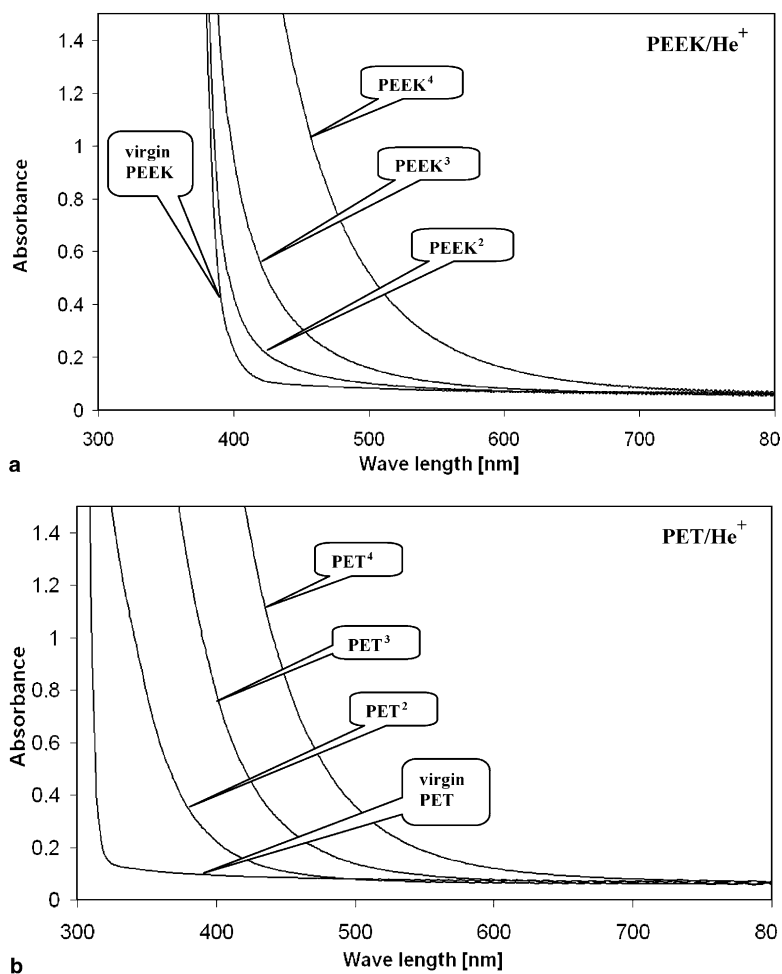 1.4
1.2
1
0.8
0.6
0.4
0.2
0
Absorbance
PEEK/He⁺
PEEK⁴
virgin
PEEK
PEEK³
PEEK²
300 400 500 600 700 80
Wave length [nm]
a
1.4
1.2
1
0.8
0.6
0.4
0.2
0
Absorbance
PET/He⁺
PET⁴
PET³
PET²
virgin
PET
300 400 500 600 700 80
Wave length [nm]
b